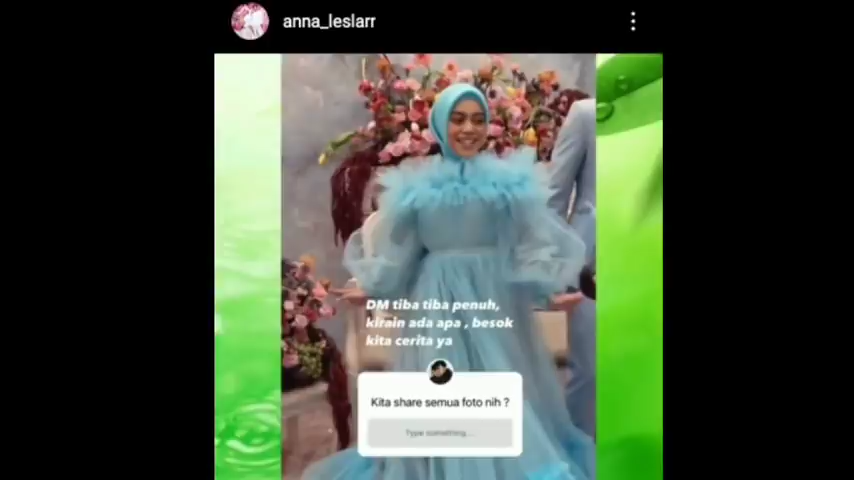 anna_leslarr
DM tiba tiba penuh,
kirain ada apa , besok
kita cerita ya
Kita share semua foto nih ?
Type something...